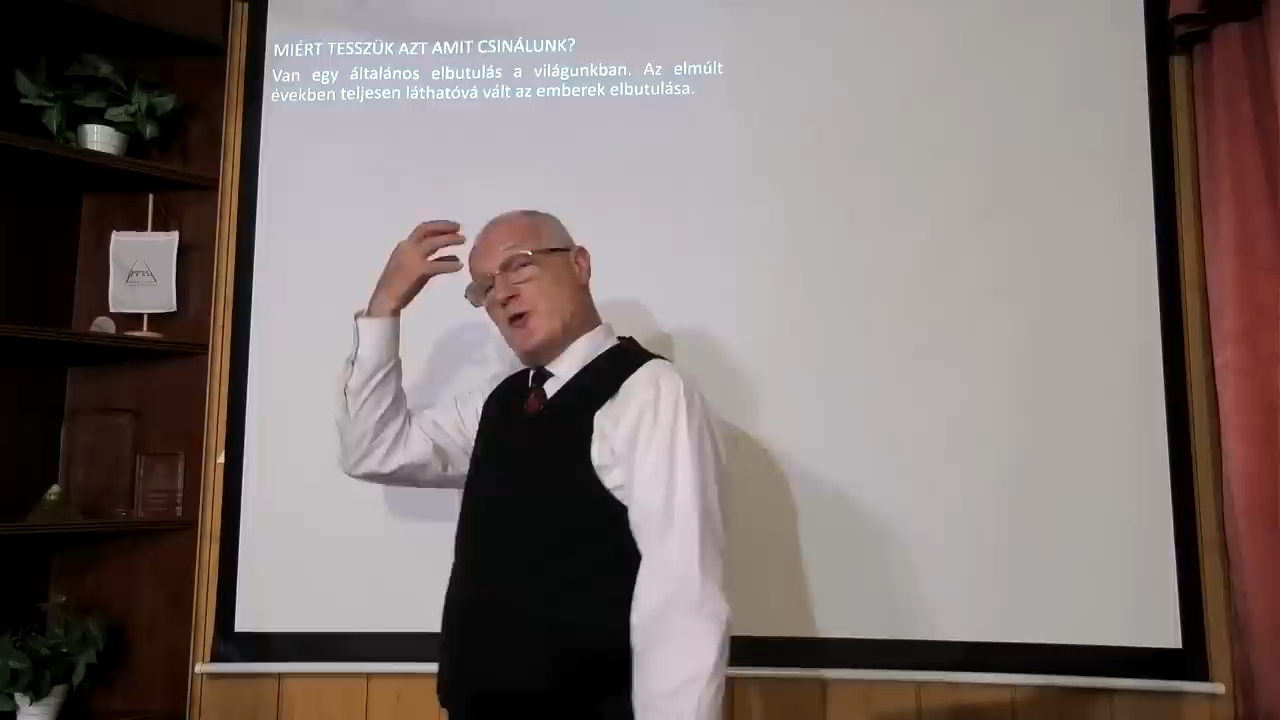 MIÉRT TESSZÜK AZT AMIT CSINÁLUNK?
Van egy általános elbutulás a világunkban. Az elmúlt
években teljesen láthatóvá vált az emberek elbutulása.